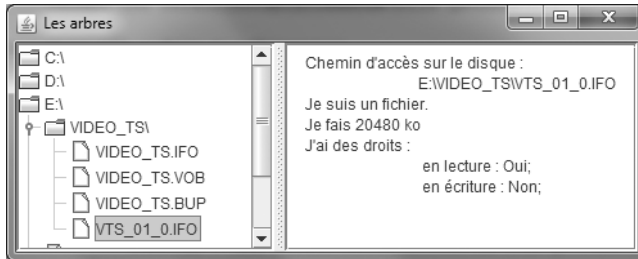 Les arbres
C:\
D:\
E:\
VIDEO_TS\
VIDEO_TS.IFO
VIDEO_TS.VOB
VIDEO_TS.BUP
VTS_01_0.IFO
Chemin d'accès sur le disque :
E:\VIDEO_TS\VTS_01_0.IFO
Je suis un fichier.
Je fais 20480 ko
J'ai des droits :
en lecture : Oui;
en écriture : Non;